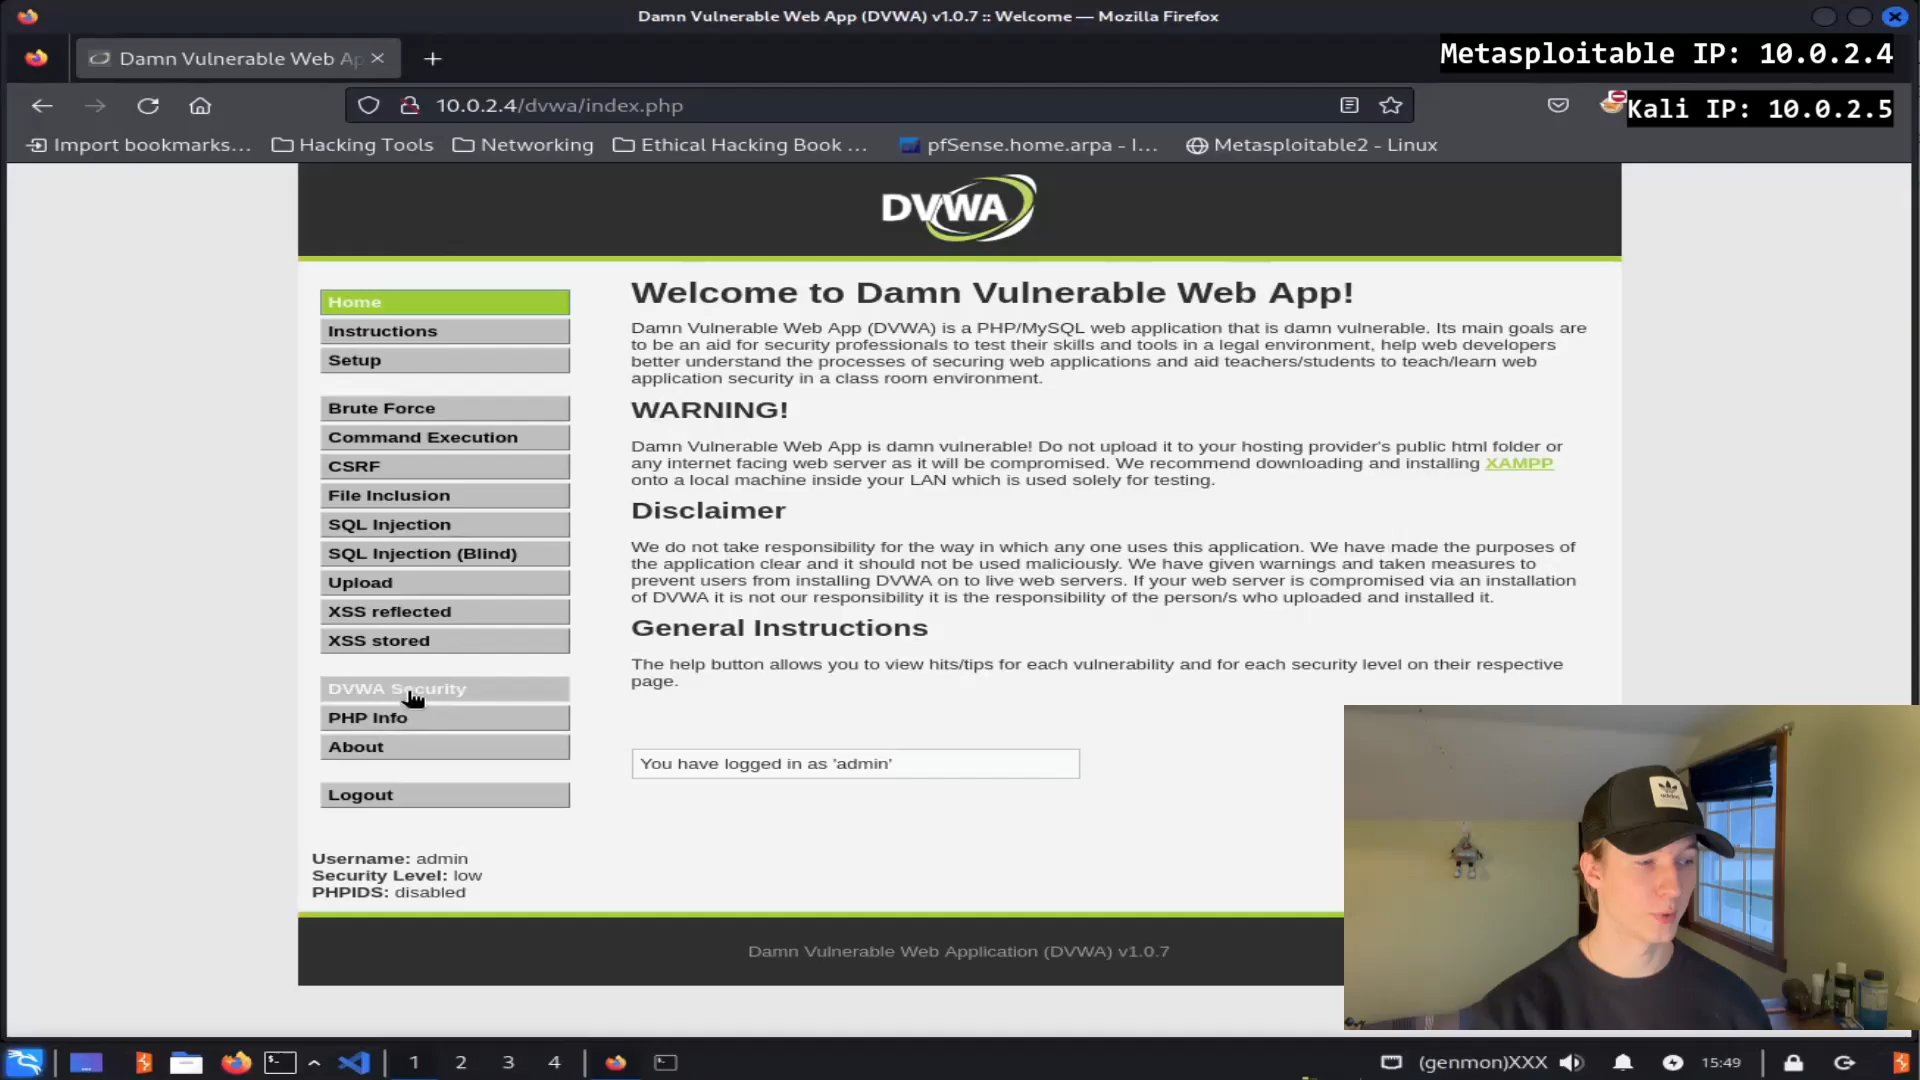 Damn Vulnerable Web App (DVWA) v1.0.7 :: Welcome — Mozilla Firefox
Damn Vulnerable Web Ap
Metasploitable IP: 10.0.2.4
10.0.2.4/dvwa/index.php
Kali IP: 10.0.2.5
Import bookmarks...
Hacking Tools
Networking
Ethical Hacking Book ...
pfSense.home.arpa - I...
Metasploitable2 - Linux
DVWA
Home
Instructions
Setup
Brute Force
Command Execution
CSRF
File Inclusion
SQL Injection
SQL Injection (Blind)
Upload
XSS reflected
XSS stored
DVWA Security
PHP Info
About
Logout
Username: admin
Security Level: low
PHPIDS: disabled
Welcome to Damn Vulnerable Web App!
Damn Vulnerable Web App (DVWA) is a PHP/MySQL web application that is damn vulnerable. Its main goals are
to be an aid for security professionals to test their skills and tools in a legal environment, help web developers
better understand the processes of securing web applications and aid teachers/students to teach/learn web
application security in a class room environment.
WARNING!
Damn Vulnerable Web App is damn vulnerable! Do not upload it to your hosting provider's public html folder or
any internet facing web server as it will be compromised. We recommend downloading and installing XAMPP
onto a local machine inside your LAN which is used solely for testing.
Disclaimer
We do not take responsibility for the way in which any one uses this application. We have made the purposes of
the application clear and it should not be used maliciously. We have given warnings and taken measures to
prevent users from installing DVWA on to live web servers. If your web server is compromised via an installation
of DVWA it is not our responsibility it is the responsibility of the person/s who uploaded and installed it.
General Instructions
The help button allows you to view hits/tips for each vulnerability and for each security level on their respective
page.
You have logged in as 'admin'
Damn Vulnerable Web Application (DVWA) v1.0.7
adidas
1
2
3
4
(genmon)XXX
15:49